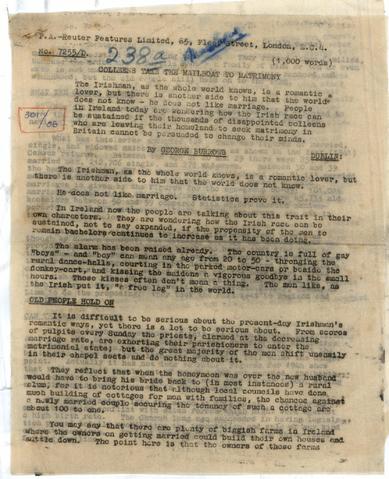 P.A.-Reuter Features Limited, 85, Fleet Street, London, E.C.4.
No. 7255/D.
238a
(1,000 words)
COLLEENS TAKE THE MAILBOAT TO MATRIMONY
The Irishman, as the whole world knows, is a romantic
lover, but there is another side to him that the world
does not know - he does not like marriage. People
in Ireland today are wondering how the Irish race can
be sustained if the thousands of disappointed colleens
who are leaving their homeland to seek matrimony in
Britain cannot be persuaded to change their minds.
BY GEORGE BURROWS
DUBLIN:
The Irishman, as the whole world knows, is a romantic lover, but
there is another side to him that the world does not know.
He does not like marriage. Statistics prove it.
In Ireland now the people are talking about this trait in their
own characters. They are wondering how the Irish race can be
sustained, not to say expanded, if the propensity of the men to
remain bachelors continues to increase as it has been doing.
The alarm has been raised already. The country is full of gay
"boys" - and "boy" can mean any age from 20 to 50 - thronging the
rural dance-halls, courting in the parked motor-cars or beside the
donkey-cart, and kissing the maidens a vigorous goodbye in the small
hours. Those kisses often don't mean a thing. The men like, as
the Irish put it, "a free leg" in the world.
OLD PEOPLE HOLD ON
It is difficult to be serious about the present-day Irishman's
romantic ways, yet there is a lot to be serious about. From scores
of pulpits every Sunday the priests, alarmed at the decreasing
marriage rate, are exhorting their parishioners to enter the
matrimonial state; but the great majority of the men shift uneasily
in their chapel seats and do nothing about it.
They reflect that when the honeymoon was over the new husband
would have to bring his bride back to (in most instances) a rural
slum, for it is notorious that although local councils have done
much building of cottages for men with families, the chances against
a newly married couple securing the tenancy of such a cottage are
about 100 to one.
You may say that there are plenty of biggish farms in Ireland
where the owners on getting married could build their own houses and
settle down. The point here is that the owners of these farms